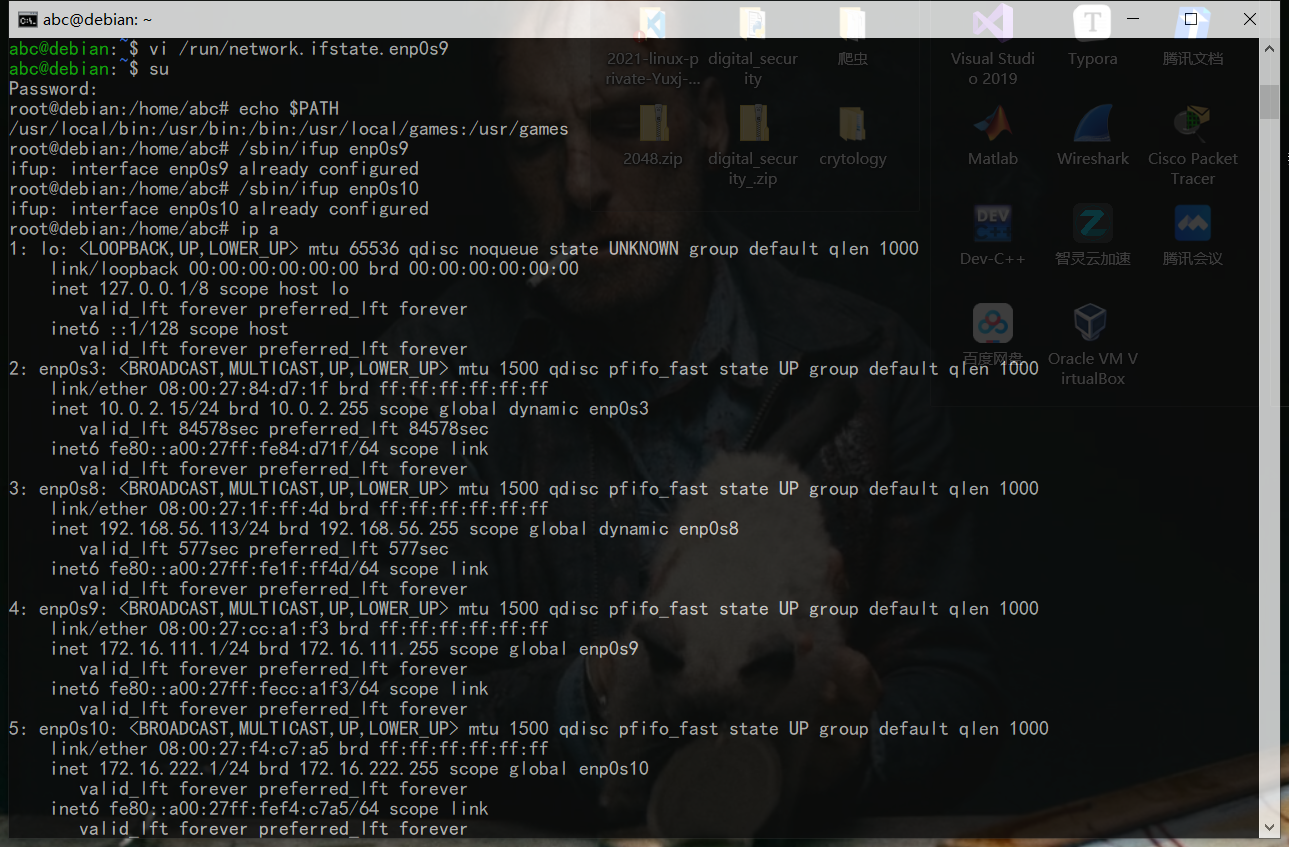 abc@debian: ~
abc@debian:~$ vi /run/network.ifstate.enp0s9
abc@debian:~$ su
Password:
root@debian:/home/abc# echo $PATH
/usr/local/bin:/usr/bin:/bin:/usr/local/games:/usr/games
root@debian:/home/abc# /sbin/ifup enp0s9
ifup: interface enp0s9 already configured
root@debian:/home/abc# /sbin/ifup enp0s10
ifup: interface enp0s10 already configured
root@debian:/home/abc# ip a
1: lo: <LOOPBACK,UP,LOWER_UP> mtu 65536 qdisc noqueue state UNKNOWN group default qlen 1000
link/loopback 00:00:00:00:00:00 brd 00:00:00:00:00:00
inet 127.0.0.1/8 scope host lo
valid_lft forever preferred_lft forever
inet6 ::1/128 scope host
valid_lft forever preferred_lft forever
2: enp0s3: <BROADCAST,MULTICAST,UP,LOWER_UP> mtu 1500 qdisc pfifo_fast state UP group default qlen 1000
link/ether 08:00:27:84:d7:1f brd ff:ff:ff:ff:ff:ff
inet 10.0.2.15/24 brd 10.0.2.255 scope global dynamic enp0s3
valid_lft 84578sec preferred_lft 84578sec
inet6 fe80::a00:27ff:fe84:d71f/64 scope link
valid_lft forever preferred_lft forever
3: enp0s8: <BROADCAST,MULTICAST,UP,LOWER_UP> mtu 1500 qdisc pfifo_fast state UP group default qlen 1000
link/ether 08:00:27:1f:ff:4d brd ff:ff:ff:ff:ff:ff
inet 192.168.56.113/24 brd 192.168.56.255 scope global dynamic enp0s8
valid_lft 577sec preferred_lft 577sec
inet6 fe80::a00:27ff:fe1f:ff4d/64 scope link
valid_lft forever preferred_lft forever
4: enp0s9: <BROADCAST,MULTICAST,UP,LOWER_UP> mtu 1500 qdisc pfifo_fast state UP group default qlen 1000
link/ether 08:00:27:cc:a1:f3 brd ff:ff:ff:ff:ff:ff
inet 172.16.111.1/24 brd 172.16.111.255 scope global enp0s9
valid_lft forever preferred_lft forever
inet6 fe80::a00:27ff:fecc:a1f3/64 scope link
valid_lft forever preferred_lft forever
5: enp0s10: <BROADCAST,MULTICAST,UP,LOWER_UP> mtu 1500 qdisc pfifo_fast state UP group default qlen 1000
link/ether 08:00:27:f4:c7:a5 brd ff:ff:ff:ff:ff:ff
inet 172.16.222.1/24 brd 172.16.222.255 scope global enp0s10
valid_lft forever preferred_lft forever
inet6 fe80::a00:27ff:fef4:c7a5/64 scope link
valid_lft forever preferred_lft forever
2021-linux-p
rivate-Yuxj-...
digital_secur
ity
爬虫
Visual Studi
o 2019
Typora
腾讯文档
2048.zip
digital_secur
ity_.zip
crytology
Matlab
Wireshark
Cisco Packet
Tracer
DEV
C++
Dev-C++
智灵云加速
腾讯会议
百度网盘
Oracle VM V
irtualBox